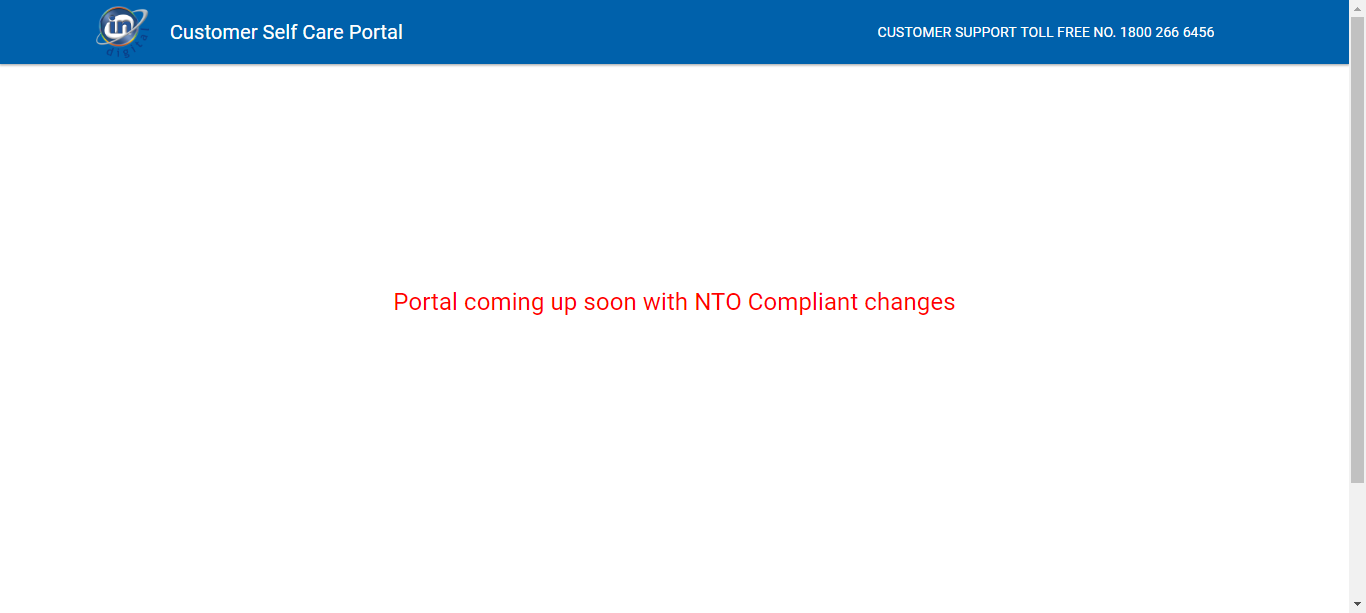 in
digital
Customer Self Care Portal
CUSTOMER SUPPORT TOLL FREE NO. 1800 266 6456
Portal coming up soon with NTO Compliant changes